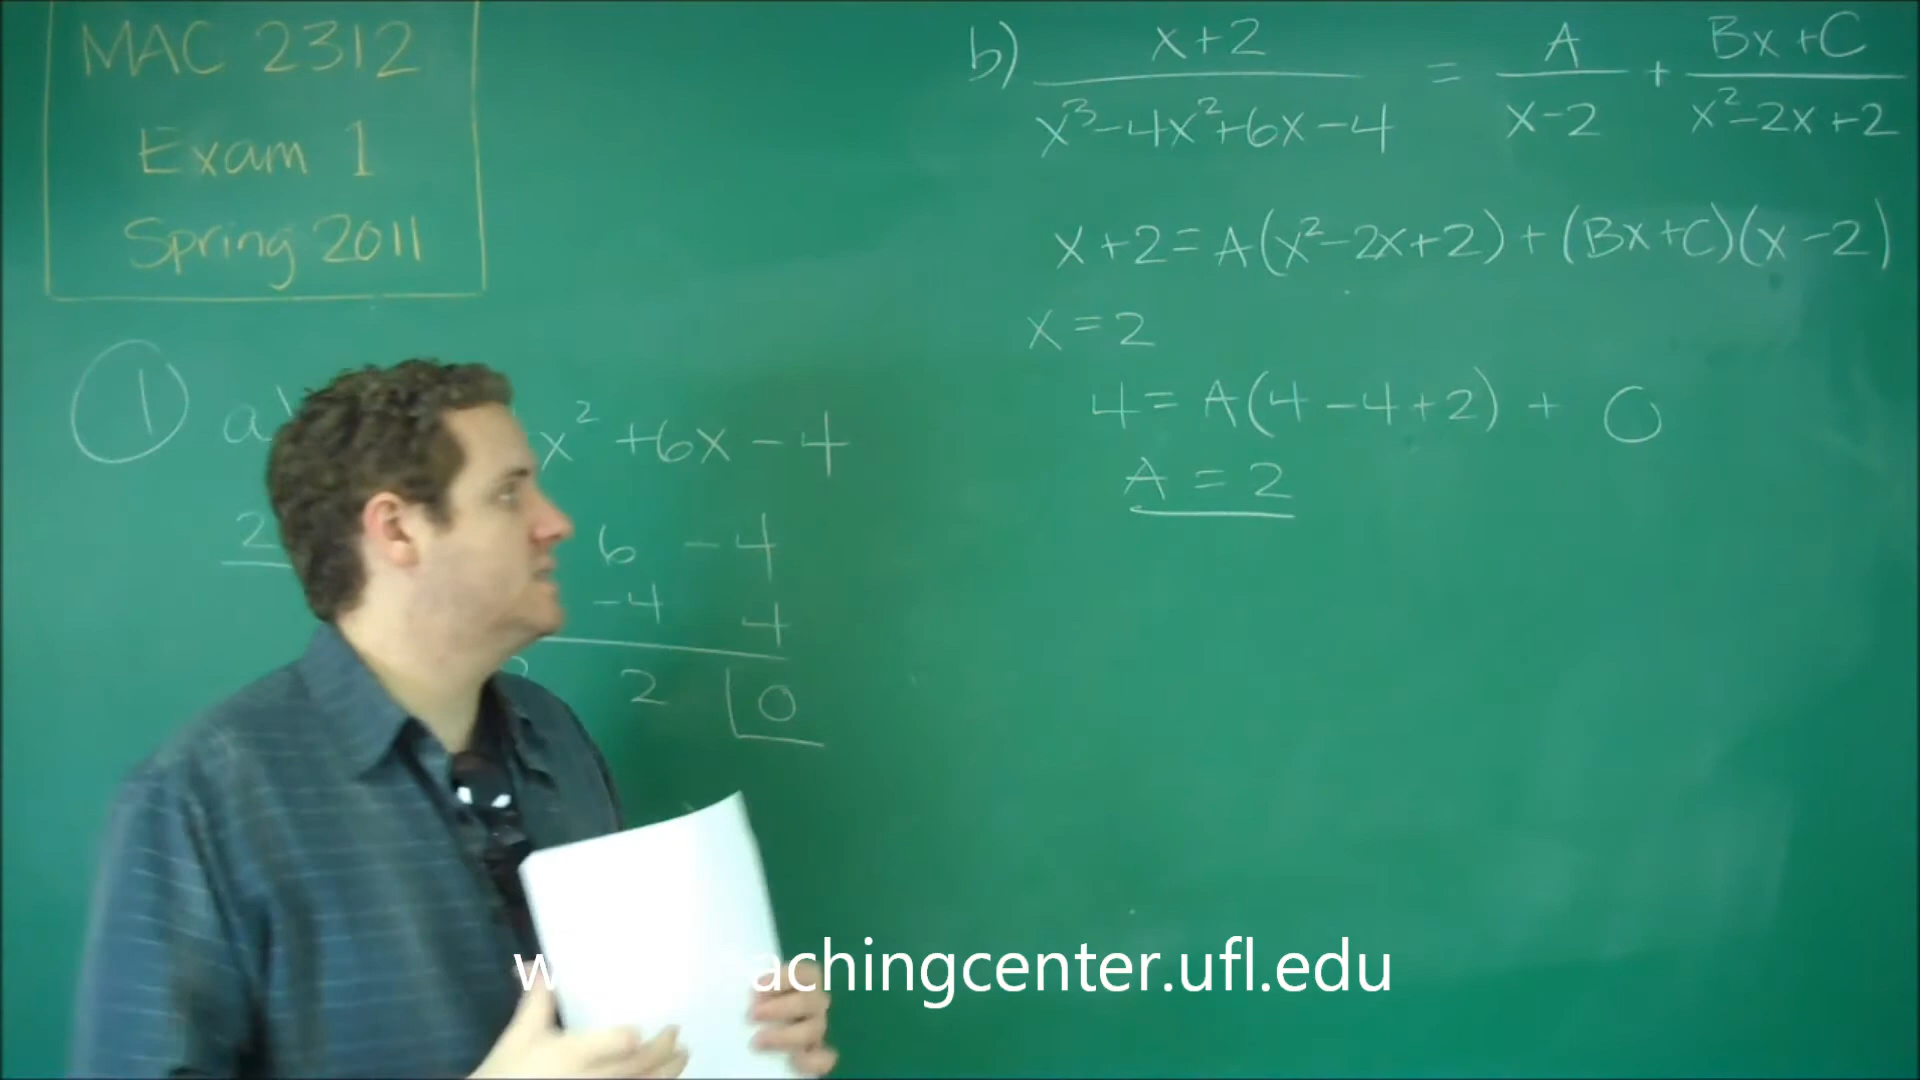 MAC 2312
Exam 1
Spring 2011
1 a) x² +6x -4
2 6 -4
-4 4
2 0
b) x+2 / x³-4x²+6x-4 = A / x-2 + Bx+C / x²-2x+2
x+2=A(x²-2x+2)+(Bx+C)(x-2)
x=2
4=A(4-4+2)+ 0
A=2
achingcenter.ufl.edu